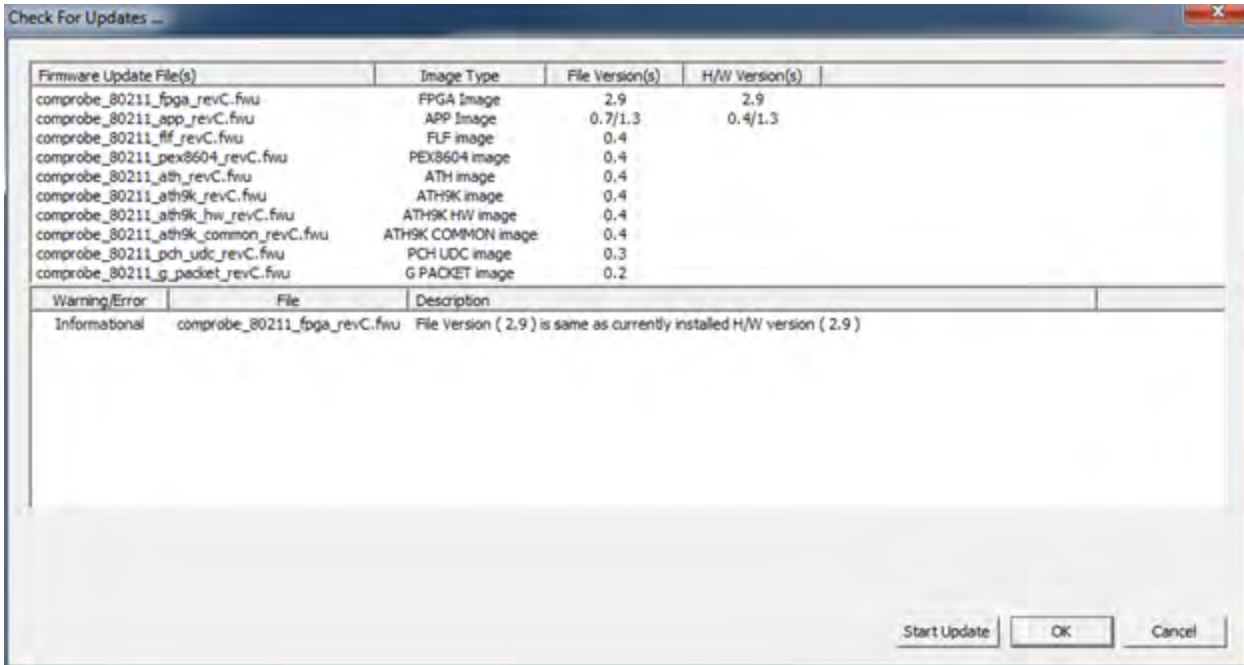 Check For Updates ...
Firmware Update File(s) Image Type File Version(s) H/W Version(s)
comprobe_80211_fpga_revC.fwu FPGA Image 2.9 2.9
comprobe_80211_app_revC.fwu APP Image 0.7/1.3 0.4/1.3
comprobe_80211_flf_revC.fwu FLF image 0.4
comprobe_80211_pex8604_revC.fwu PEX8604 image 0.4
comprobe_80211_ath_revC.fwu ATH image 0.4
comprobe_80211_ath9k_revC.fwu ATH9K image 0.4
comprobe_80211_ath9k_hw_revC.fwu ATH9K HW image 0.4
comprobe_80211_ath9k_common_revC.fwu ATH9K COMMON image 0.4
comprobe_80211_pch_udc_revC.fwu PCH UDC image 0.3
comprobe_80211_g_packet_revC.fwu G PACKET image 0.2
Warning/Error File Description
Informational comprobe_80211_fpga_revC.fwu File Version ( 2.9 ) is same as currently installed H/W version ( 2.9 )
Start Update OK Cancel